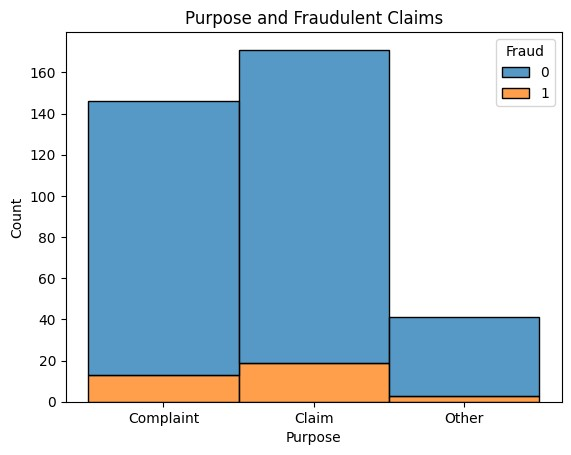 Purpose and Fraudulent Claims
Fraud
0
1
160
140
120
100
80
60
40
20
0
Count
Complaint Claim Other
Purpose